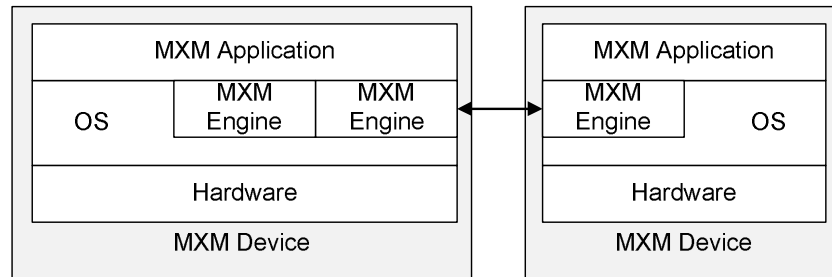 MXM Application
OS
MXM
Engine
MXM
Engine
Hardware
MXM Device
MXM Application
MXM
Engine
OS
Hardware
MXM Device